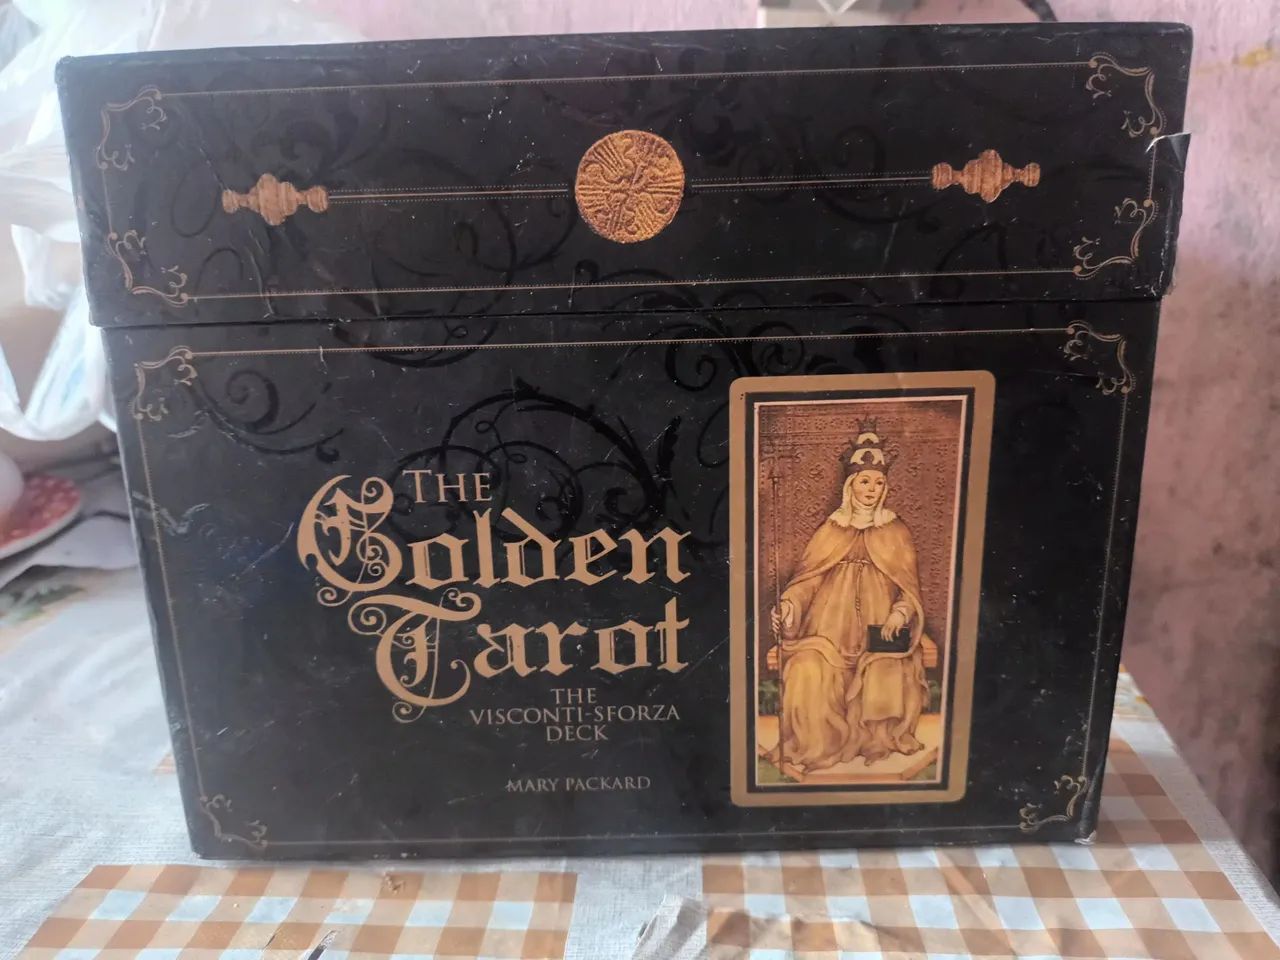 THE
Golden
Tarot
THE
VISCONTI-SFORZA
DECK
MARY PACKARD